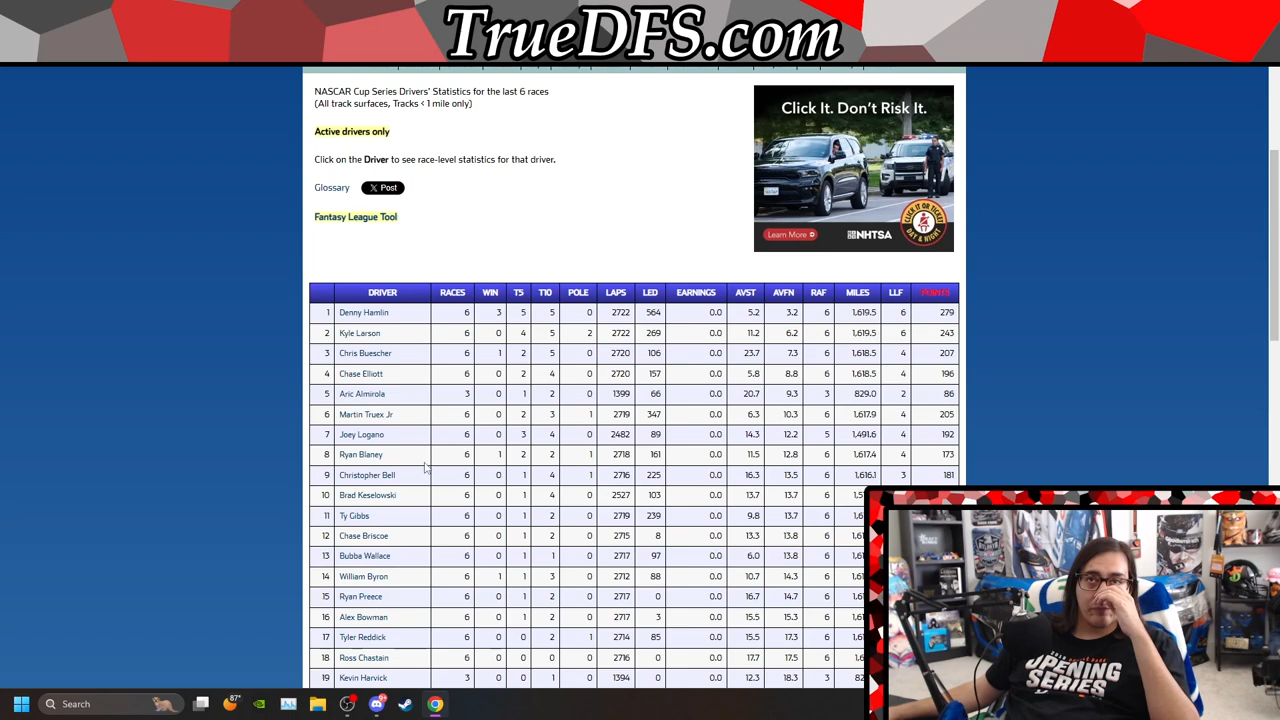 TrueDFS.com
NASCAR Cup Series Drivers' Statistics for the last 6 races
(All track surfaces, Tracks < 1 mile only)
Active drivers only
Click on the Driver to see race-level statistics for that driver.
Glossary X Post
Fantasy League Tool
Click It. Don't Risk It.
Learn More
NHTSA
CLICK IT OR TICKET
DAY & NIGHT
DRIVER RACES WIN T5 T10 POLE LAPS LED EARNINGS AVST AVFN RAF MILES LLF POINTS
1 Denny Hamlin 6 3 5 5 0 2722 564 0.0 5.2 3.2 6 1,619.5 6 279
2 Kyle Larson 6 0 4 5 2 2722 269 0.0 11.2 6.2 6 1,619.5 6 243
3 Chris Buescher 6 1 2 5 0 2720 106 0.0 23.7 7.3 6 1,618.5 4 207
4 Chase Elliott 6 0 2 4 0 2720 157 0.0 5.8 8.8 6 1,618.5 4 196
5 Aric Almirola 3 0 1 2 0 1399 66 0.0 20.7 9.3 3 829.0 2 86
6 Martin Truex Jr 6 0 2 3 1 2719 347 0.0 6.3 10.3 6 1,617.9 4 205
7 Joey Logano 6 0 3 4 0 2482 89 0.0 14.3 12.2 5 1,491.6 4 192
8 Ryan Blaney 6 1 2 2 1 2718 161 0.0 11.5 12.8 6 1,617.4 4 173
9 Christopher Bell 6 0 1 4 1 2716 225 0.0 16.3 13.5 6 1,616.1 3 181
10 Brad Keselowski 6 0 1 4 0 2527 103 0.0 13.7 13.7 6
11 Ty Gibbs 6 0 1 2 0 2719 239 0.0 9.8 13.7 6
12 Chase Briscoe 6 0 1 2 0 2715 8 0.0 13.3 13.8 6
13 Bubba Wallace 6 0 1 1 0 2717 97 0.0 6.0 13.8 6
14 William Byron 6 1 1 3 0 2712 88 0.0 10.7 14.3 6
15 Ryan Preece 6 0 1 2 0 2717 0 0.0 16.7 14.7 6
16 Alex Bowman 6 0 1 2 0 2717 3 0.0 15.5 15.3 6
17 Tyler Reddick 6 0 0 2 1 2714 85 0.0 15.5 17.3 6
18 Ross Chastain 6 0 0 2 0 2716 0 0.0 17.7 17.5 6
19 Kevin Harvick 3 0 0 1 0 1394 0 0.0 12.3 18.3 3
OPENING
SERIES
Search
87°